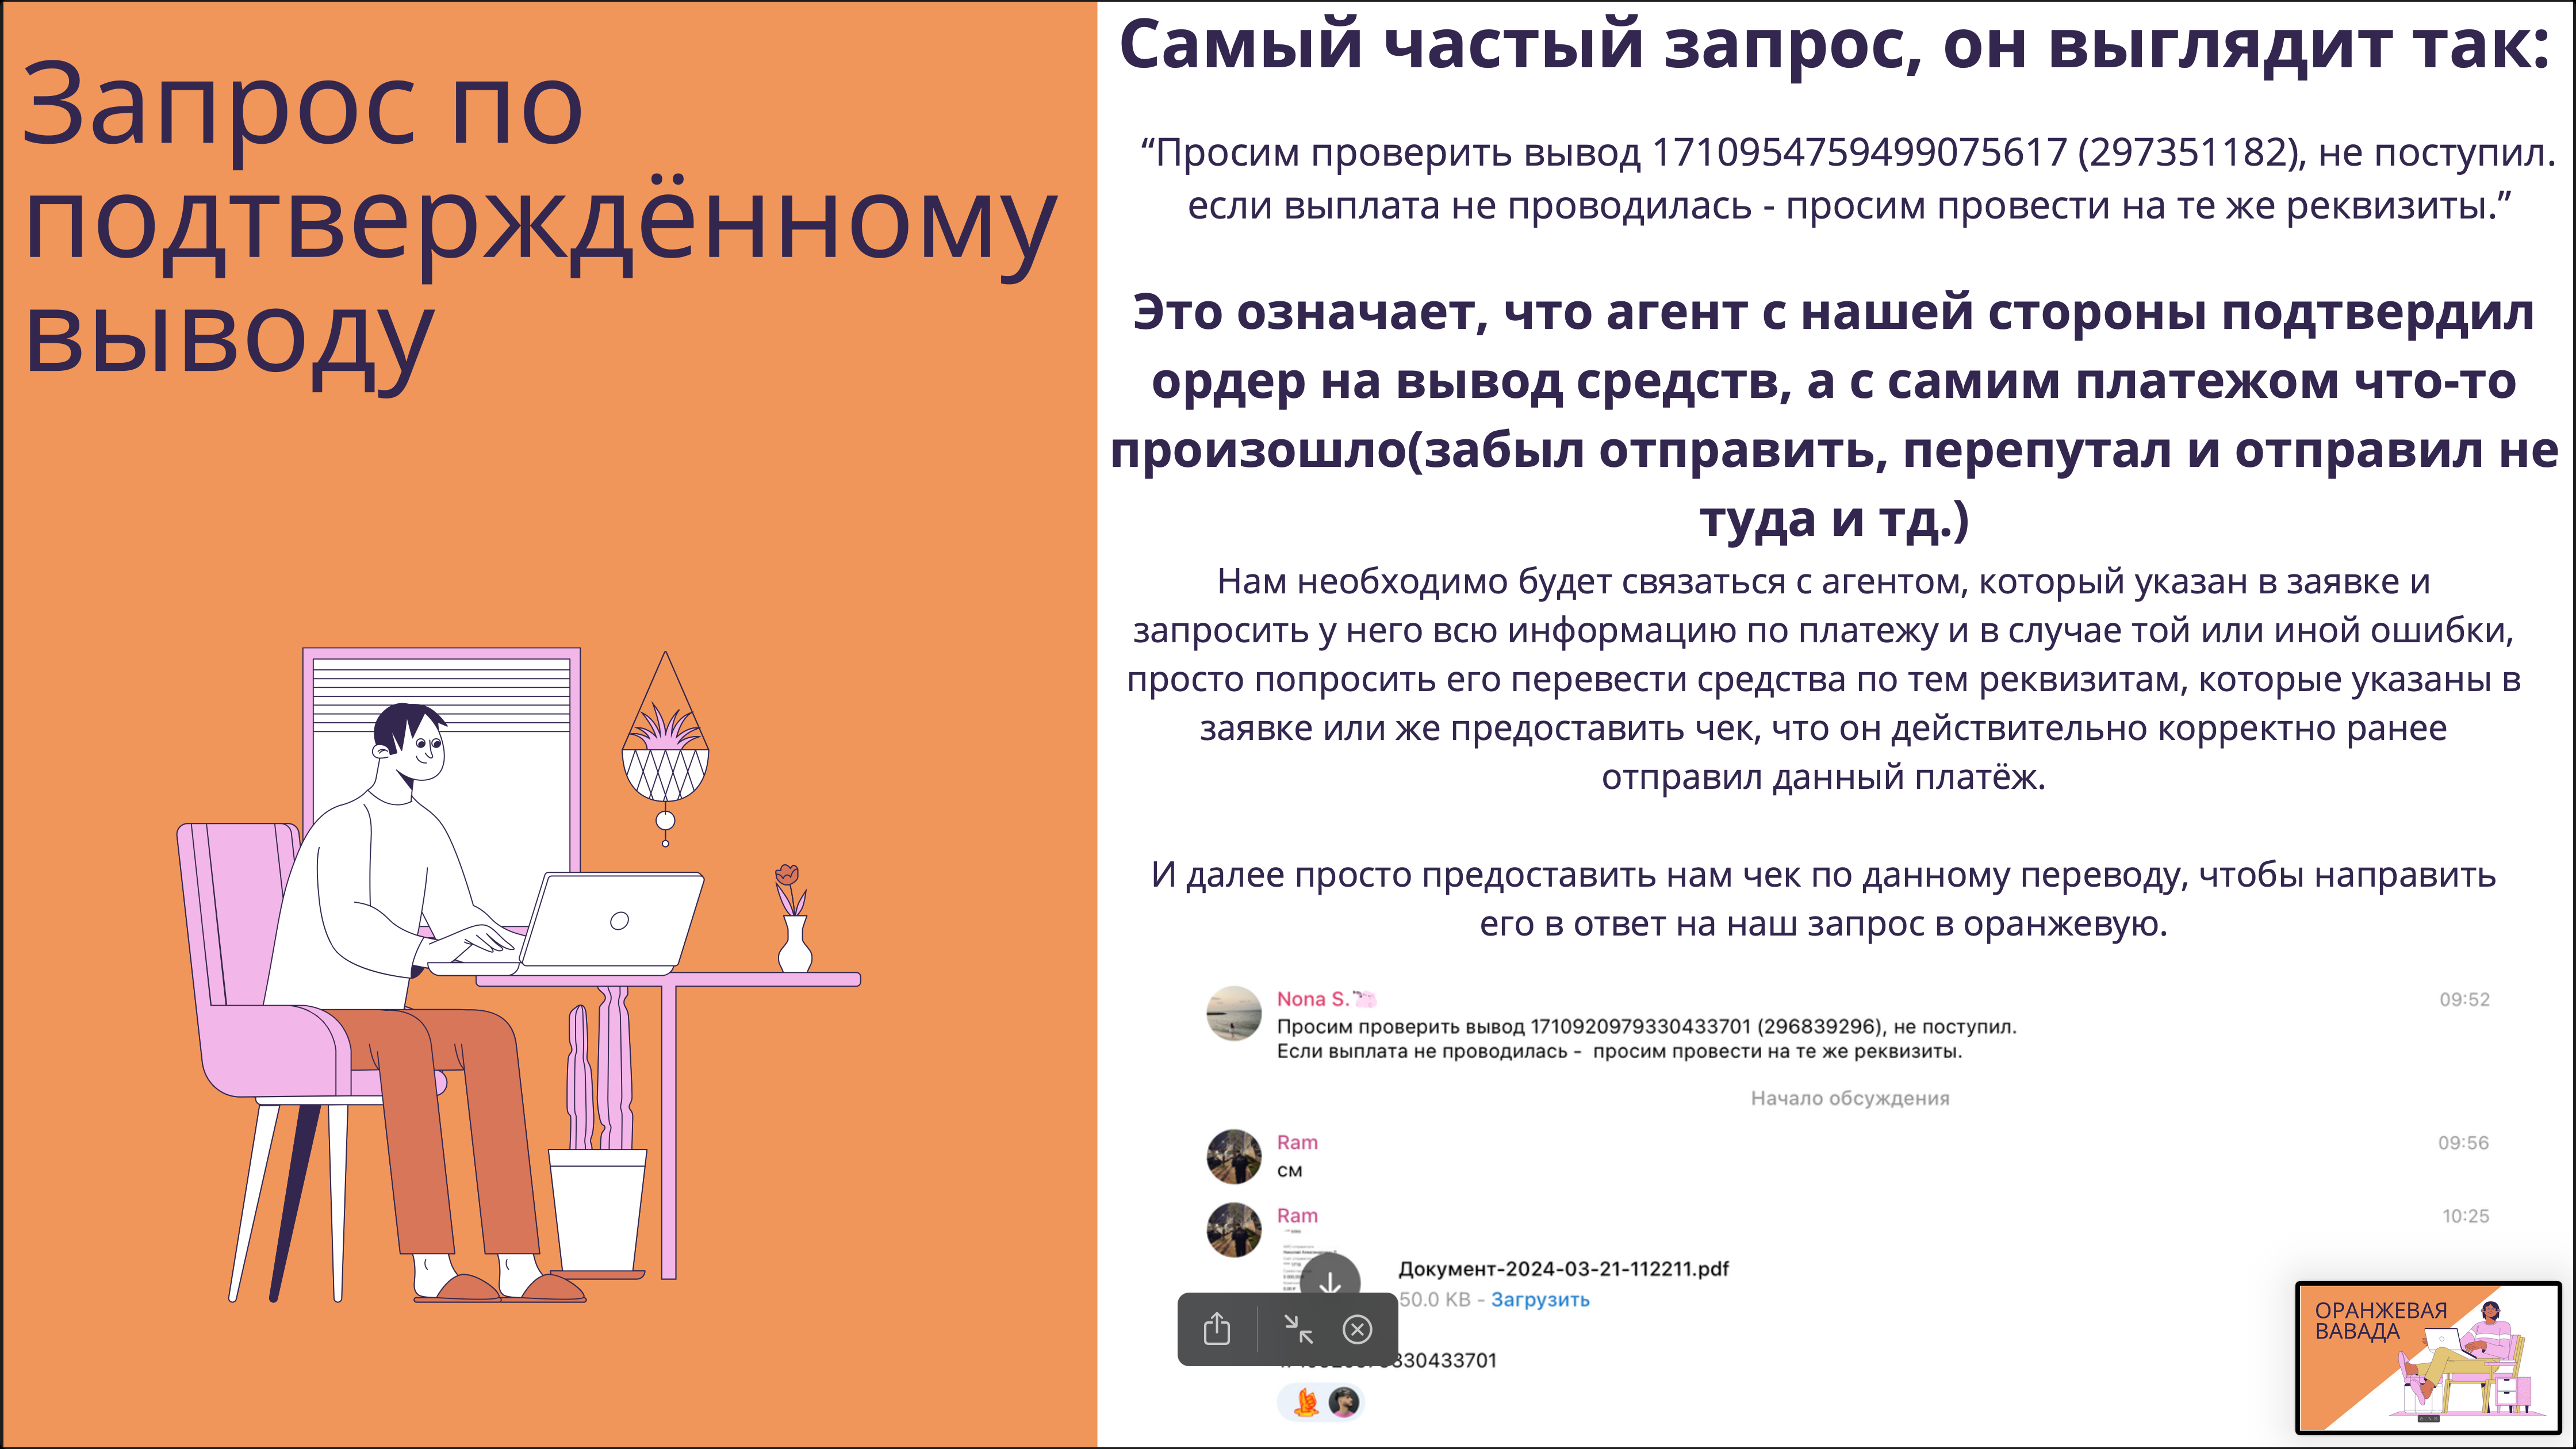 Запрос по
подтверждённому
выводу
Самый частый запрос, он выглядит так:
“Просим проверить вывод 1710954759499075617 (297351182), не поступил.
если выплата не проводилась - просим провести на те же реквизиты.”
Это означает, что агент с нашей стороны подтвердил
ордер на вывод средств, а с самим платежом что-то
произошло(забыл отправить, перепутал и отправил не
туда и тд.)
Нам необходимо будет связаться с агентом, который указан в заявке и
запросить у него всю информацию по платежу и в случае той или иной ошибки,
просто попросить его перевести средства по тем реквизитам, которые указаны в
заявке или же предоставить чек, что он действительно корректно ранее
отправил данный платёж.
И далее просто предоставить нам чек по данному переводу, чтобы направить
его в ответ на наш запрос в оранжевую.
Nona S. 09:52
Просим проверить вывод 1710920979330433701 (296839296), не поступил.
Если выплата не проводилась - просим провести на те же реквизиты.
Начало обсуждения
Ram 09:56
см
Ram 10:25
Документ-2024-03-21-112211.pdf
50.0 KB - Загрузить
330433701
ОРАНЖЕВАЯ
ВАВАДА